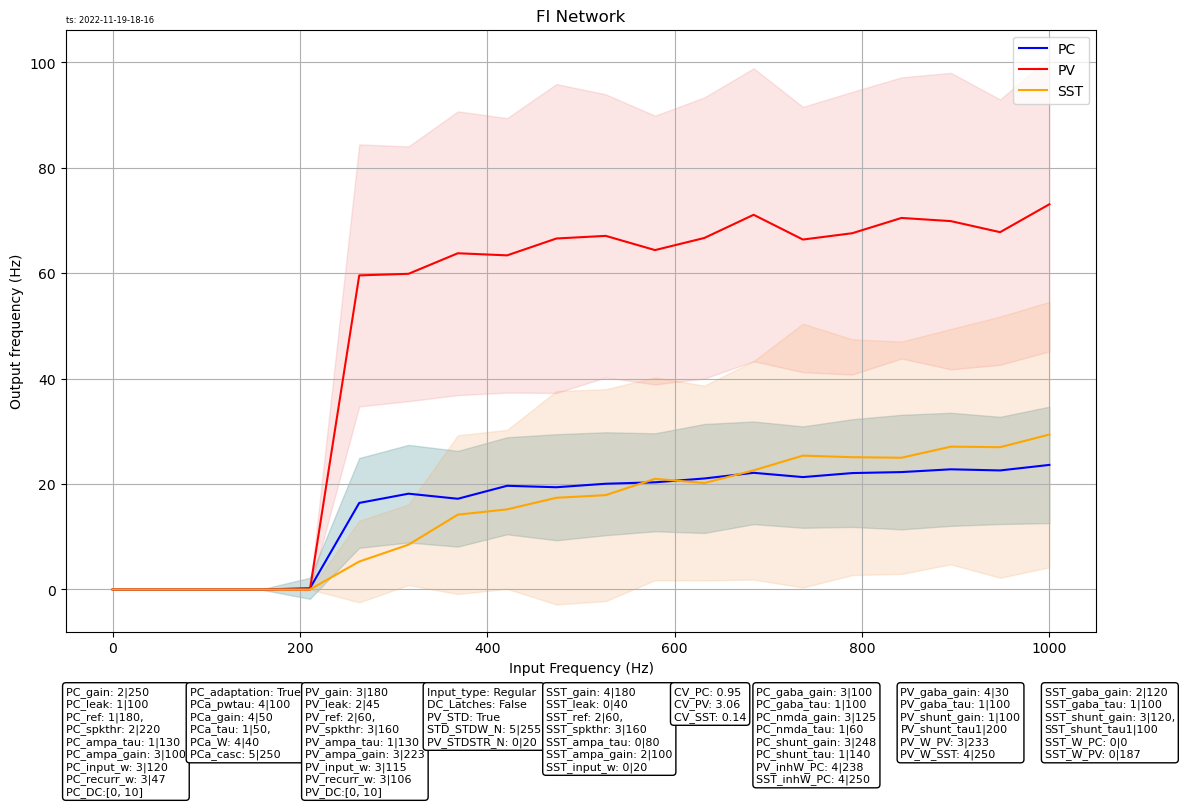 ts: 2022-11-19-18-16
FI Network
PC
PV
SST
Output frequency (Hz)
100
80
60
40
20
0
0 200 400 600 800 1000
Input Frequency (Hz)
PC_gain: 2|250
PC_leak: 1|100
PC_ref: 1|180,
PC_spkthr: 2|220
PC_ampa_tau: 1|130
PC_ampa_gain: 3|100
PC_input_w: 3|120
PC_recurr_w: 3|47
PC_DC:[0, 10]
PC_adaptation: True
PCa_pwtau: 4|100
PCa_gain: 4|50
PCa_tau: 1|50,
PCa_W: 4|40
PCa_casc: 5|250
PV_gain: 3|180
PV_leak: 2|45
PV_ref: 2|60,
PV_spkthr: 3|160
PV_ampa_tau: 1|130
PV_ampa_gain: 3|223
PV_input_w: 3|115
PV_recurr_w: 3|106
PV_DC:[0, 10]
Input_type: Regular
DC_Latches: False
PV_STD: True
STD_STDW_N: 5|255
PV_STDSTR_N: 0|20
SST_gain: 4|180
SST_leak: 0|40
SST_ref: 2|60,
SST_spkthr: 3|160
SST_ampa_tau: 0|80
SST_ampa_gain: 2|100
SST_input_w: 0|20
CV_PC: 0.95
CV_PV: 3.06
CV_SST: 0.14
PC_gaba_gain: 3|100
PC_gaba_tau: 1|100
PC_nmda_gain: 3|125
PC_nmda_tau: 1|60
PC_shunt_gain: 3|248
PC_shunt_tau: 1|140
PV_inhW_PC: 4|238
SST_inhW_PC: 4|250
PV_gaba_gain: 4|30
PV_gaba_tau: 1|100
PV_shunt_gain: 1|100
PV_shunt_tau1|200
PV_W_PV: 3|233
PV_W_SST: 4|250
SST_gaba_gain: 2|120
SST_gaba_tau: 1|100
SST_shunt_gain: 3|120,
SST_shunt_tau1|100
SST_W_PC: 0|0
SST_W_PV: 0|187